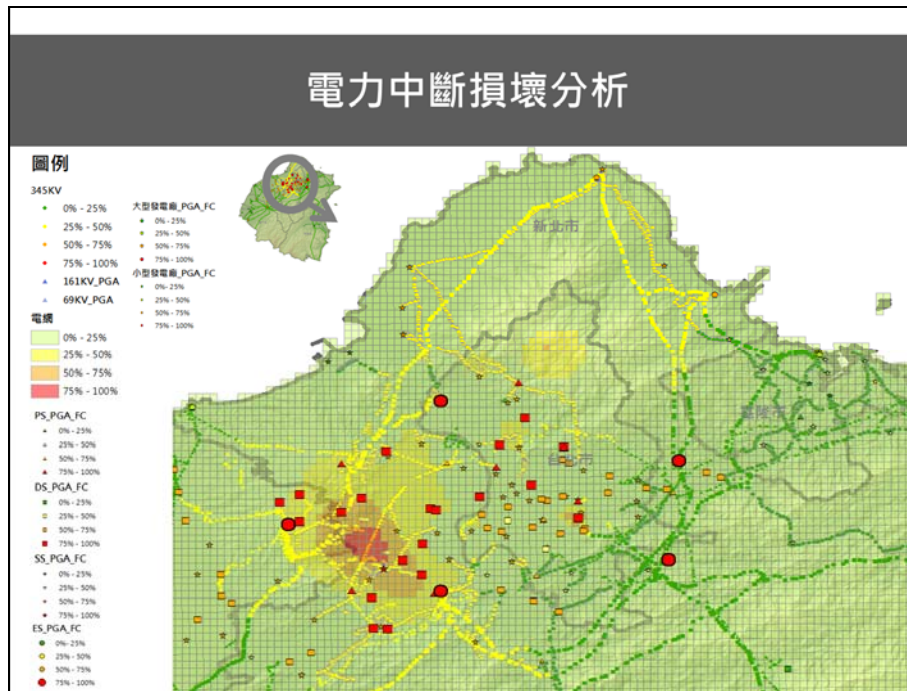 電力中斷損壞分析
圖例
345KV
0% - 25%
25% - 50%
50% - 75%
75% - 100%
161KV_PGA
69KV_PGA
電網
0% - 25%
25% - 50%
50% - 75%
75% - 100%
PS_PGA_FC
0% - 25%
25% - 50%
50% - 75%
75% - 100%
DS_PGA_FC
0% - 25%
25% - 50%
50% - 75%
75% - 100%
SS_PGA_FC
0% - 25%
25% - 50%
50% - 75%
75% - 100%
ES_PGA_FC
0% - 25%
25% - 50%
50% - 75%
75% - 100%
大型發電廠_PGA_FC
0% - 25%
25% - 50%
50% - 75%
75% - 100%
小型發電廠_PGA_FC
0% - 25%
25% - 50%
50% - 75%
75% - 100%
新北市
基隆市
台北市